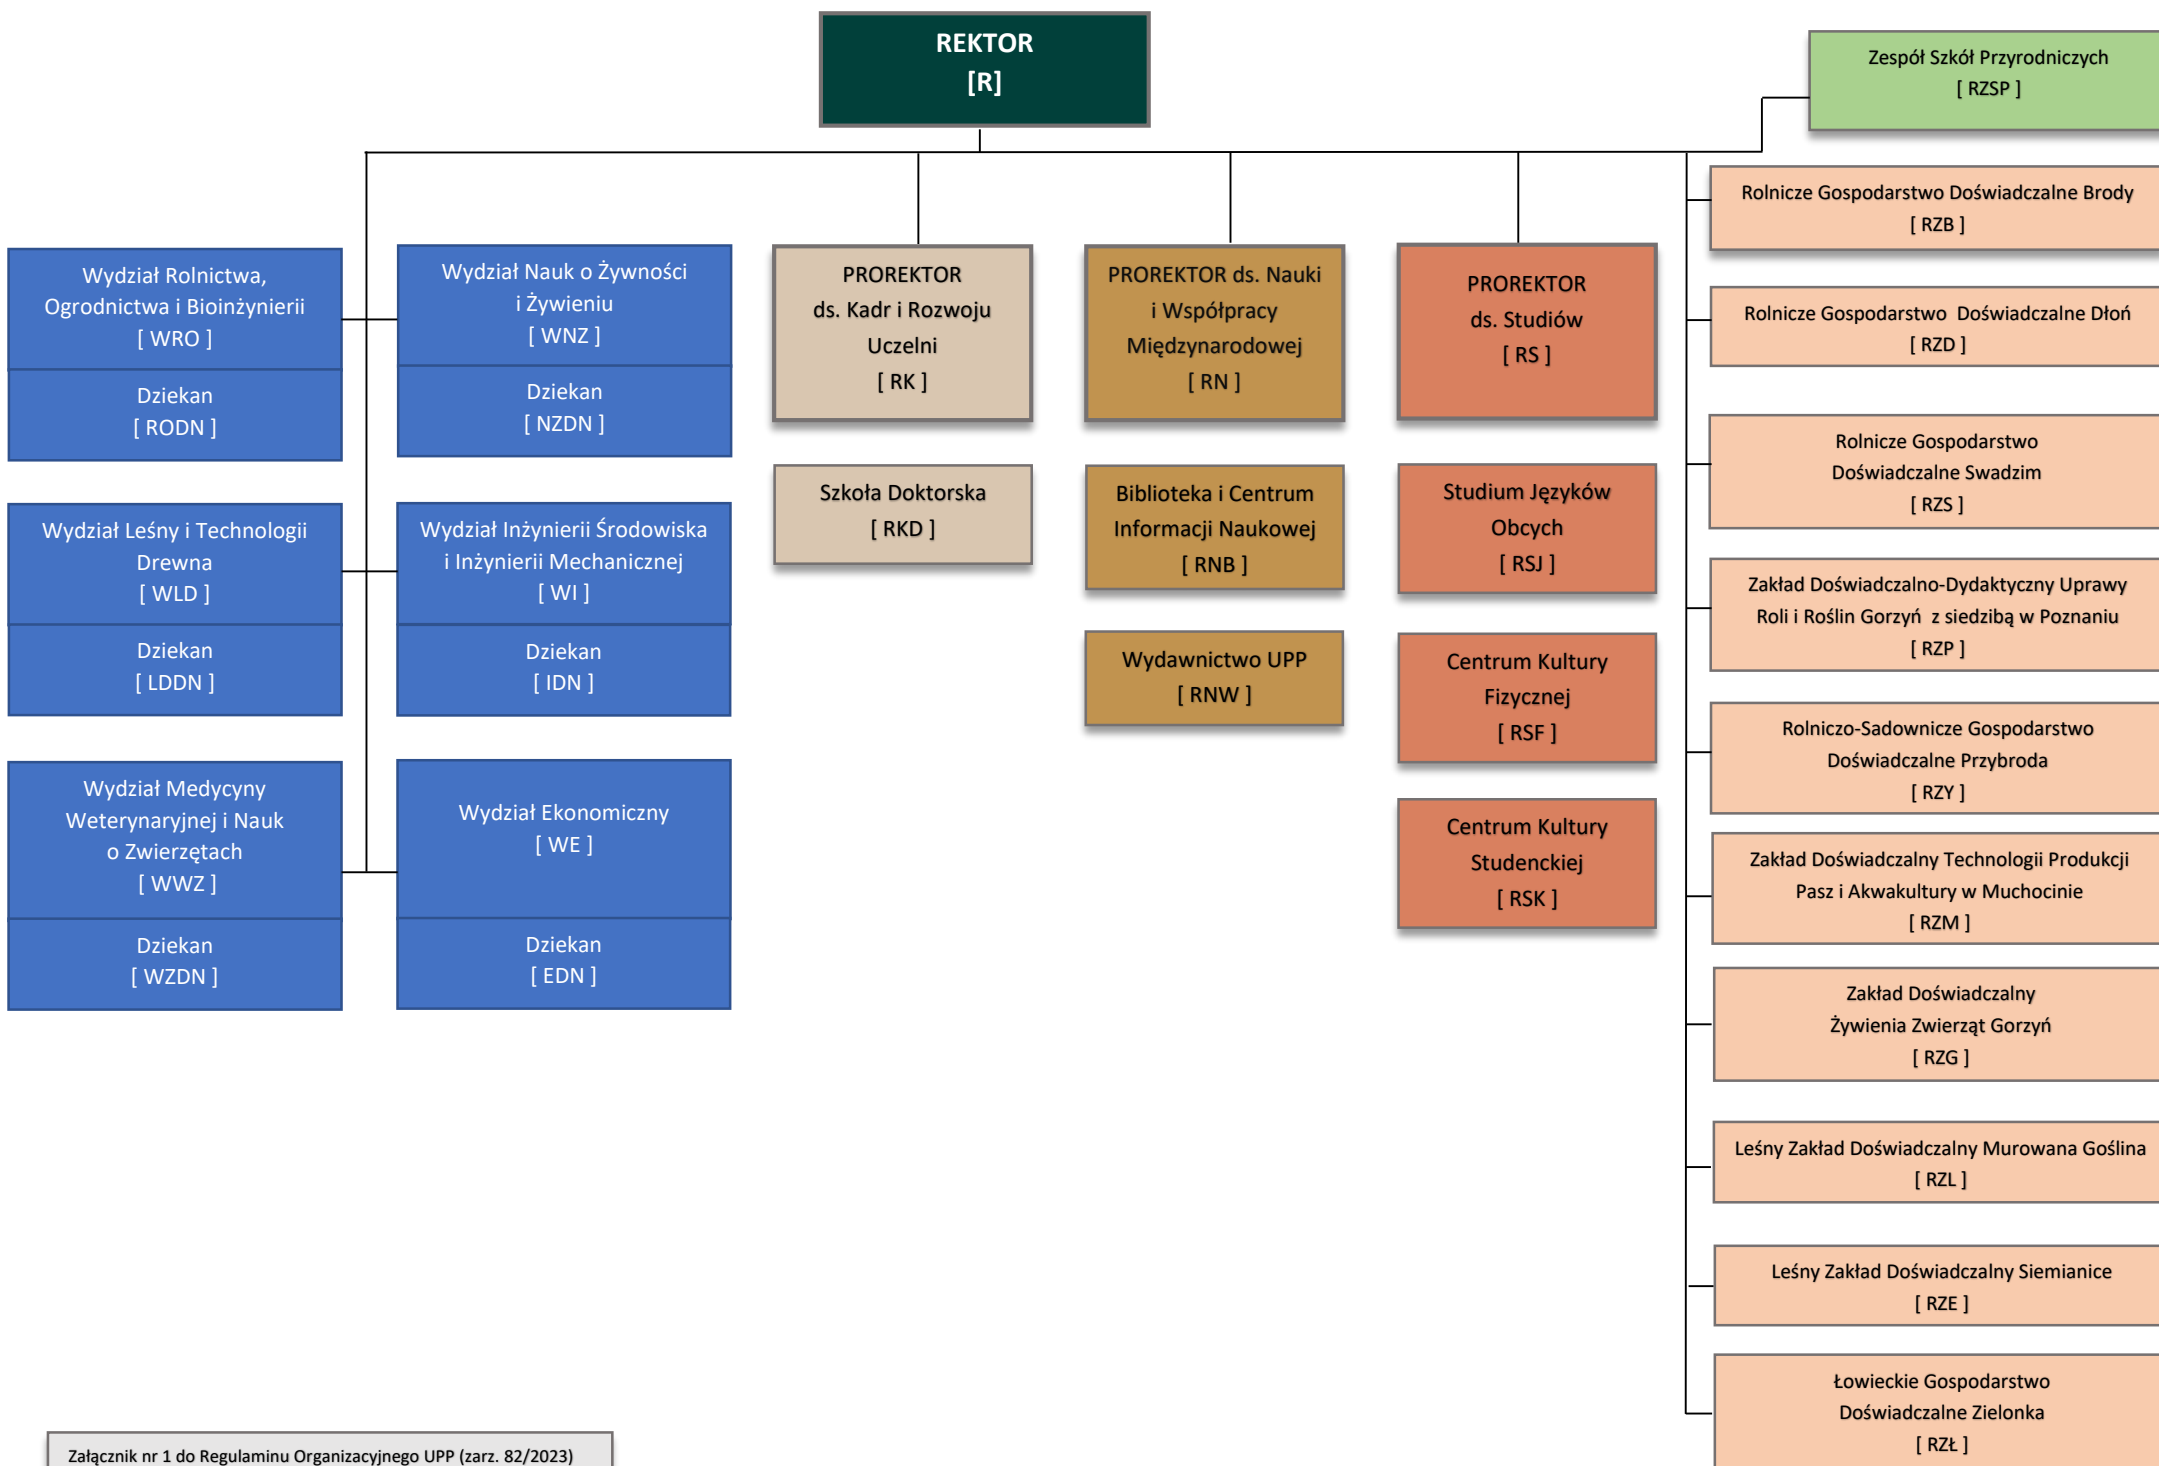 REKTOR
[R]
Zespół Szkół Przyrodniczych
[ RZSP ]
Wydział Rolnictwa,
Ogrodnictwa i Bioinżynierii
[ WRO ]
Dziekan
[ RODN ]
Wydział Nauk o Żywności
i Żywieniu
[ WNZ ]
Dziekan
[ NZDN ]
Wydział Leśny i Technologii
Drewna
[ WLD ]
Dziekan
[ LDDN ]
Wydział Inżynierii Środowiska
i Inżynierii Mechanicznej
[ WI ]
Dziekan
[ IDN ]
Wydział Medycyny
Weterynaryjnej i Nauk
o Zwierzętach
[ WWZ ]
Dziekan
[ WZDN ]
Wydział Ekonomiczny
[ WE ]
Dziekan
[ EDN ]
PROREKTOR
ds. Kadr i Rozwoju
Uczelni
[ RK ]
Szkoła Doktorska
[ RKD ]
PROREKTOR ds. Nauki
i Współpracy
Międzynarodowej
[ RN ]
Biblioteka i Centrum
Informacji Naukowej
[ RNB ]
Wydawnictwo UPP
[ RNW ]
PROREKTOR
ds. Studiów
[ RS ]
Studium Języków
Obcych
[ RSJ ]
Centrum Kultury
Fizycznej
[ RSF ]
Centrum Kultury
Studenckiej
[ RSK ]
Rolnicze Gospodarstwo Doświadczalne Brody
[ RZB ]
Rolnicze Gospodarstwo Doświadczalne Dłoń
[ RZD ]
Rolnicze Gospodarstwo
Doświadczalne Swadzim
[ RZS ]
Zakład Doświadczalno-Dydaktyczny Uprawy
Roli i Roślin Gorzyń z siedzibą w Poznaniu
[ RZP ]
Rolniczo-Sadownicze Gospodarstwo
Doświadczalne Przybroda
[ RZY ]
Zakład Doświadczalny Technologii Produkcji
Pasz i Akwakultury w Muchocinie
[ RZM ]
Zakład Doświadczalny
Żywienia Zwierząt Gorzyń
[ RZG ]
Leśny Zakład Doświadczalny Murowana Goślina
[ RZL ]
Leśny Zakład Doświadczalny Siemianice
[ RZE ]
Łowieckie Gospodarstwo
Doświadczalne Zielonka
[ RZŁ ]
Załącznik nr 1 do Regulaminu Organizacyjnego UPP (zarz. 82/2023)